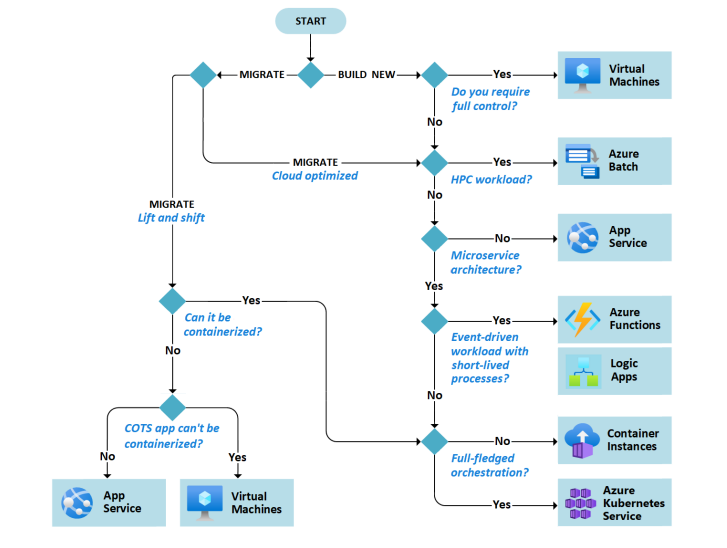 START
MIGRATE
BUILD NEW
Yes
Do you require
full control?
Virtual
Machines
No
MIGRATE
Cloud optimized
Yes
HPC workload?
Azure
Batch
No
MIGRATE
Lift and shift
No
Microservice
architecture?
App
Service
Yes
Can it be
containerized?
Yes
No
Yes
Event-driven
workload with
short-lived
processes?
Azure
Functions
Logic
Apps
No
COTS app can't be
containerized?
No
Yes
App
Service
Virtual
Machines
No
Full-fledged
orchestration?
Container
Instances
Yes
Azure
Kubernetes
Service